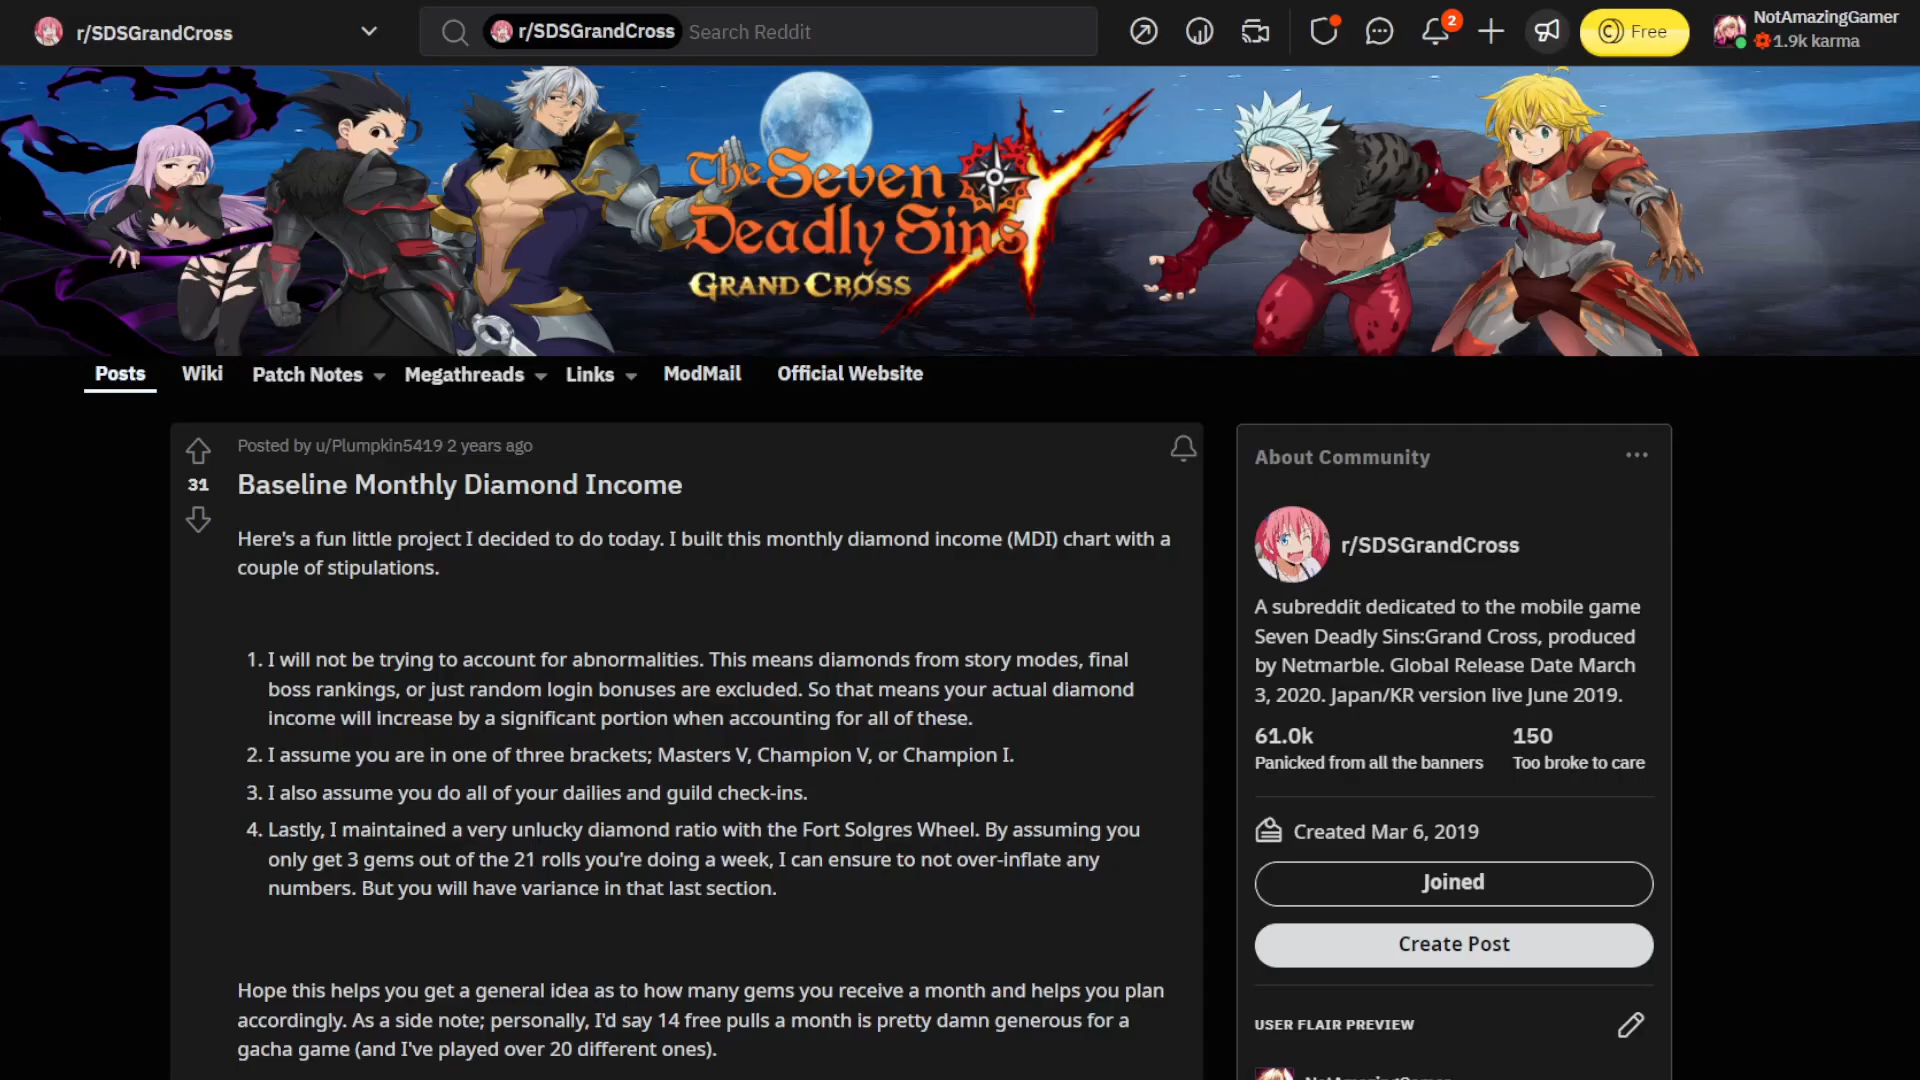 r/SDSGrandCross
r/SDSGrandCross Search Reddit
2
Free
NotAmazingGamer
1.9k karma
The Seven
Deadly Sins
GRAND CROSS
Posts Wiki Patch Notes Megathreads Links ModMail Official Website
Posted by u/Plumpkin5419 2 years ago
31
Baseline Monthly Diamond Income
Here's a fun little project I decided to do today. I built this monthly diamond income (MDI) chart with a
couple of stipulations.
1. I will not be trying to account for abnormalities. This means diamonds from story modes, final
boss rankings, or just random login bonuses are excluded. So that means your actual diamond
income will increase by a significant portion when accounting for all of these.
2. I assume you are in one of three brackets; Masters V, Champion V, or Champion I.
3. I also assume you do all of your dailies and guild check-ins.
4. Lastly, I maintained a very unlucky diamond ratio with the Fort Solgres Wheel. By assuming you
only get 3 gems out of the 21 rolls you're doing a week, I can ensure to not over-inflate any
numbers. But you will have variance in that last section.
Hope this helps you get a general idea as to how many gems you receive a month and helps you plan
accordingly. As a side note; personally, I'd say 14 free pulls a month is pretty damn generous for a
gacha game (and I've played over 20 different ones).
About Community
r/SDSGrandCross
A subreddit dedicated to the mobile game
Seven Deadly Sins:Grand Cross, produced
by Netmarble. Global Release Date March
3, 2020. Japan/KR version live June 2019.
61.0k 150
Panicked from all the banners Too broke to care
Created Mar 6, 2019
Joined
Create Post
USER FLAIR PREVIEW